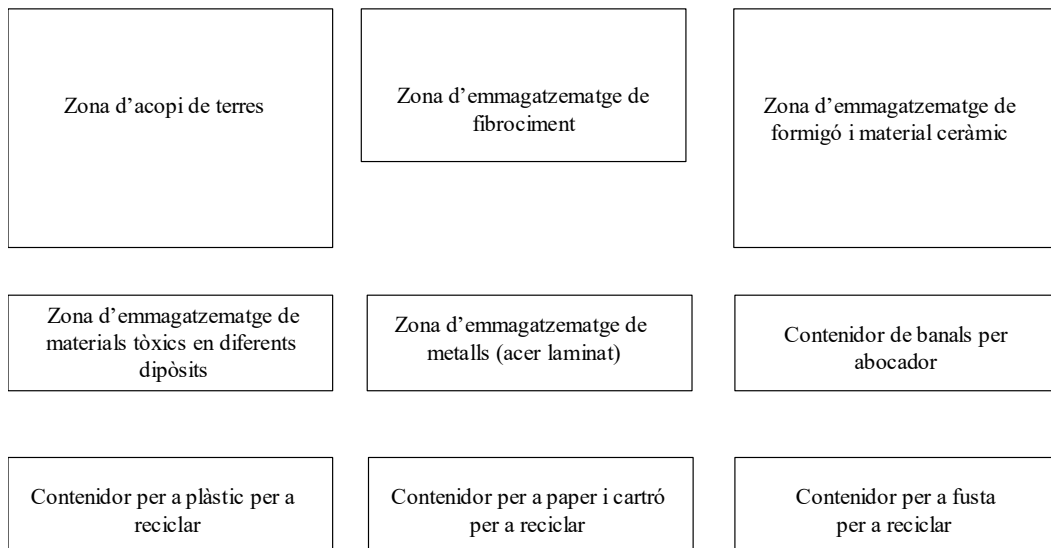 Zona d’acopi de terres
Zona d’emmagatzematge de
fibrociment
Zona d’emmagatzematge de
formigó i material ceràmic
Zona d’emmagatzematge de
materials tòxics en diferents
dipòsits
Zona d’emmagatzematge de
metalls (acer laminat)
Contenidor de banals per
abocador
Contenidor per a plàstic per a
reciclar
Contenidor per a paper i cartró
per a reciclar
Contenidor per a fusta
per a reciclar